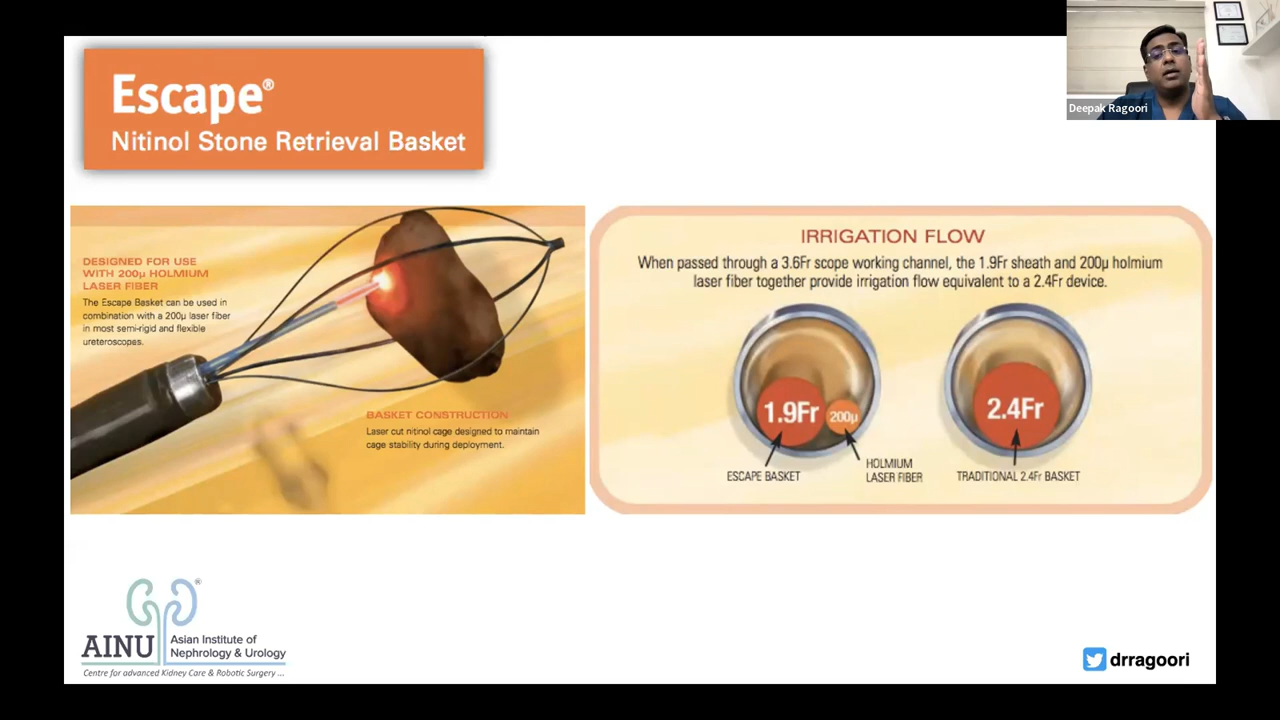 Escape®
Nitinol Stone Retrieval Basket
Deepak Ragoori
DESIGNED FOR USE
WITH 200µ HOLMIUM
LASER FIBER
The Escape Basket can be used in
combination with a 200µ laser fiber
in most semi-rigid and flexible
ureteroscopes.
BASKET CONSTRUCTION
Laser cut nitinol cage designed to maintain
cage stability during deployment.
IRRIGATION FLOW
When passed through a 3.6Fr scope working channel, the 1.9Fr sheath and 200µ holmium
laser fiber together provide irrigation flow equivalent to a 2.4Fr device.
1.9Fr
200µ
2.4Fr
ESCAPE BASKET
HOLMIUM
LASER FIBER
TRADITIONAL 2.4Fr BASKET
®
AINU
Asian Institute of
Nephrology & Urology
Centre for advanced Kidney Care & Robotic Surgery ...
drragoori